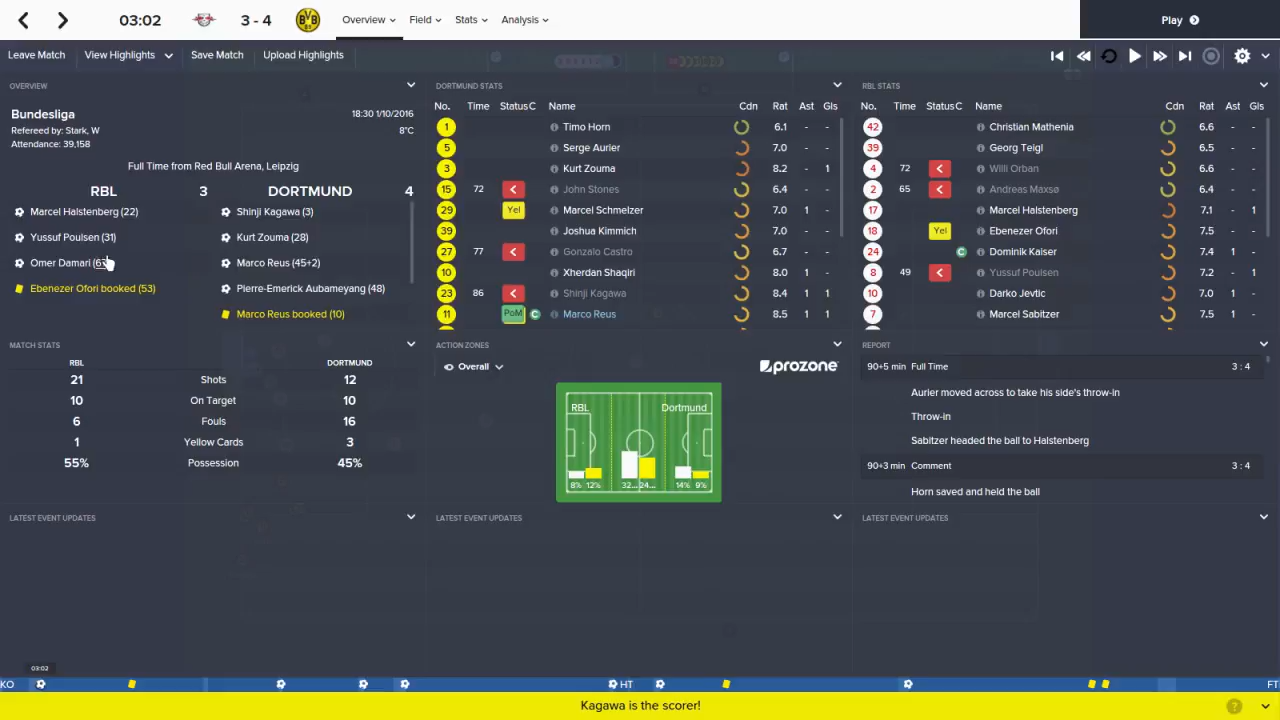 03:02 3 - 4 BVB 09 Overview Field Stats Analysis Play
Leave Match View Highlights Save Match Upload Highlights
OVERVIEW
Bundesliga 18:30 1/10/2016
Refereed by: Stark, W 8°C
Attendance: 39,158
Full Time from Red Bull Arena, Leipzig
RBL 3 DORTMUND 4
Marcel Halstenberg (22) Shinji Kagawa (3)
Yussuf Poulsen (31) Kurt Zouma (28)
Omer Damari Marco Reus (45+2)
Ebenezer Ofori booked (53) Pierre-Emerick Aubameyang (48)
Marco Reus booked (10)
DORTMUND STATS
No. Time Status C Name Cdn Rat Ast Gls
1 Timo Horn 6.1 - -
5 Serge Aurier 7.0 - -
3 Kurt Zouma 8.2 - 1
15 72 John Stones 6.4 - -
29 Yel Marcel Schmelzer 7.0 1 -
39 Joshua Kimmich 7.0 - -
27 77 Gonzalo Castro 6.7 - -
10 Xherdan Shaqiri 8.0 1 -
23 86 Shinji Kagawa 8.4 1 1
11 PoM C Marco Reus 8.5 1 1
RBL STATS
No. Time Status C Name Cdn Rat Ast Gls
42 Christian Mathenia 6.6 - -
39 Georg Teigl 6.5 - -
4 72 Willi Orban 6.6 - -
2 65 Andreas Maxsø 6.4 - -
17 Marcel Halstenberg 7.1 - 1
18 Yel Ebenezer Ofori 7.5 - -
24 C Dominik Kaiser 7.4 1 -
8 49 Yussuf Poulsen 7.2 - 1
10 Darko Jevtic 7.0 1 -
7 Marcel Sabitzer 7.5 1 -
MATCH STATS
RBL DORTMUND
21 Shots 12
10 On Target 10
6 Fouls 16
1 Yellow Cards 3
55% Possession 45%
ACTION ZONES
Overall prozone
RBL Dortmund
8% 12% 32... 24... 14% 9%
REPORT
90+5 min Full Time 3 : 4
Aurier moved across to take his side's throw-in
Throw-in
Sabitzer headed the ball to Halstenberg
90+3 min Comment 3 : 4
Horn saved and held the ball
LATEST EVENT UPDATES LATEST EVENT UPDATES LATEST EVENT UPDATES
03:02
KO HT FT
Kagawa is the scorer!